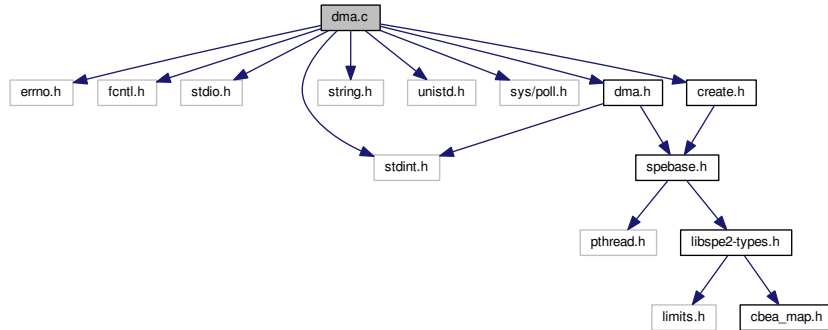 dma.c
errno.h
fcntl.h
stdio.h
string.h
unistd.h
sys/poll.h
dma.h
create.h
stdint.h
spebase.h
pthread.h
libspe2-types.h
limits.h
cbea_map.h